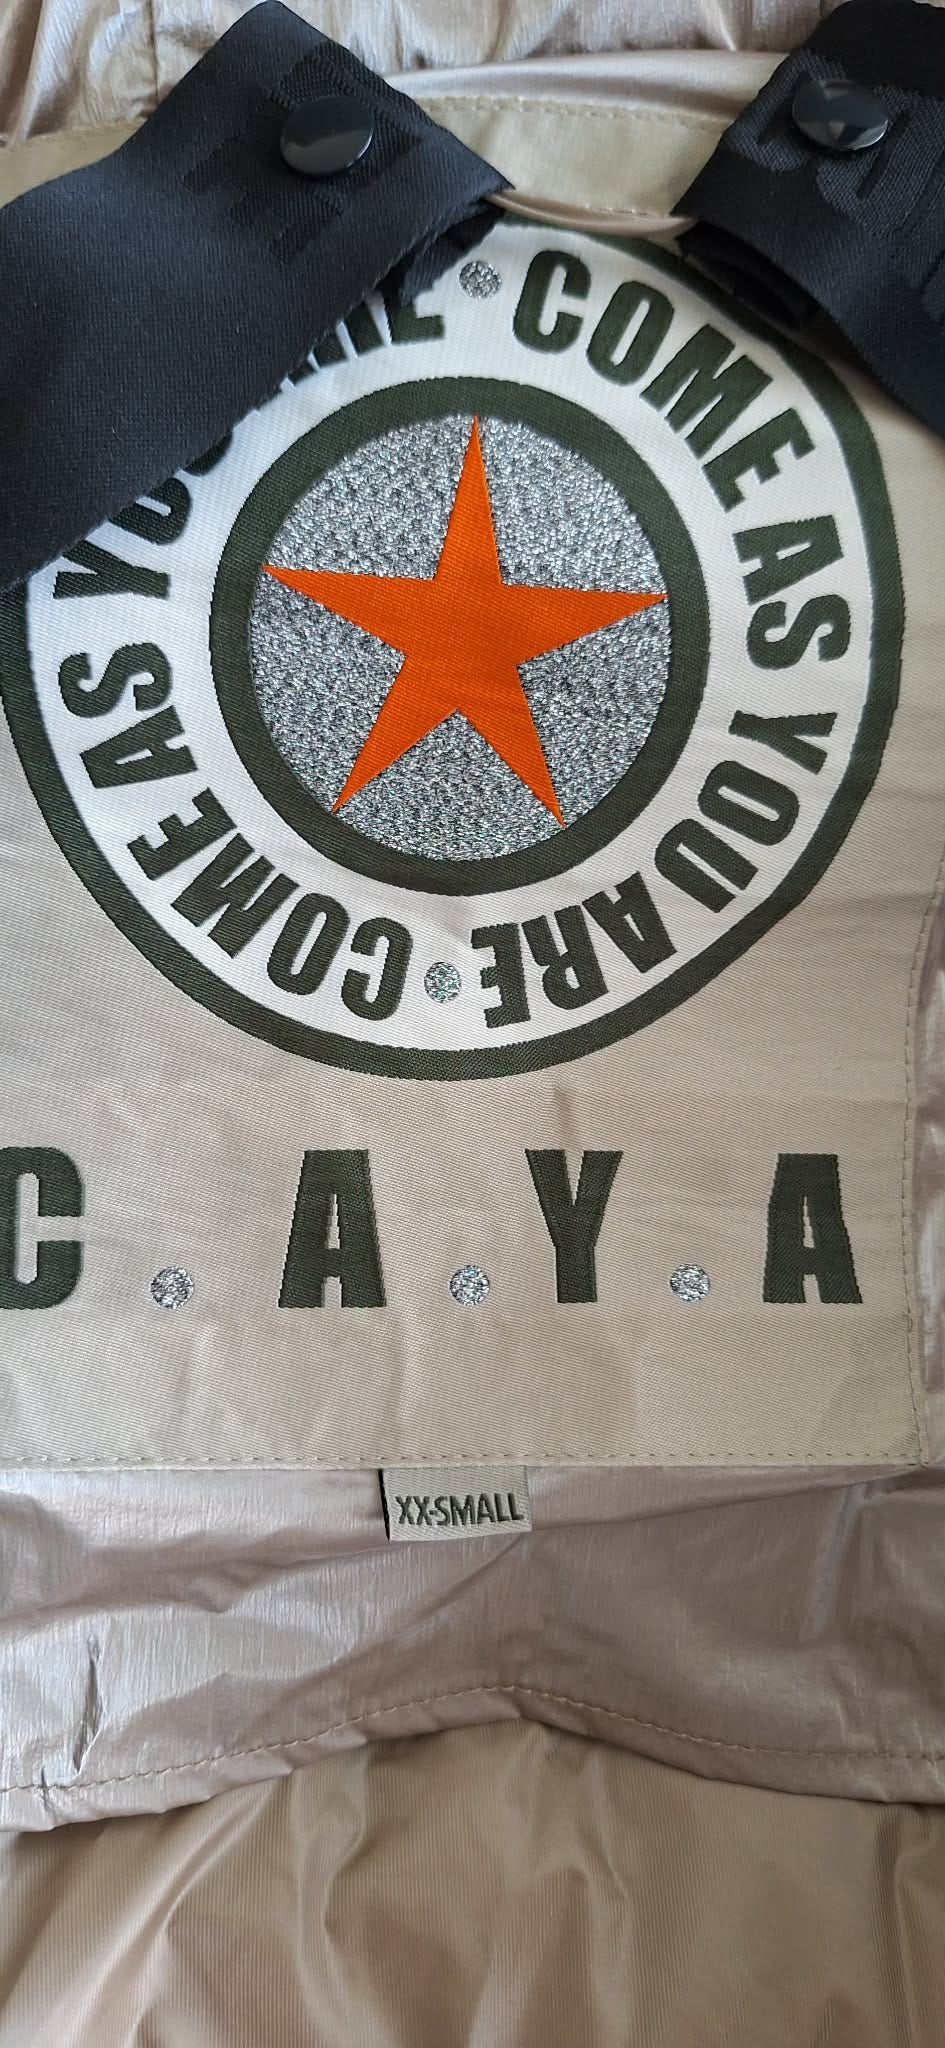 COME AS YOU ARE • COME AS YOU ARE •
C.A.Y.A
XX-SMALL